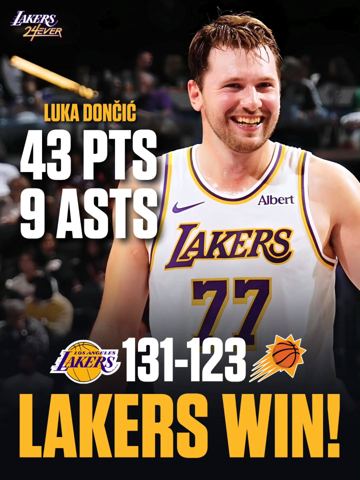 LAKERS
24EVER
LUKA DONČIĆ
43 PTS
9 ASTS
Albert
LAKERS
77
LOS ANGELES
LAKERS
131-123
LAKERS WIN!